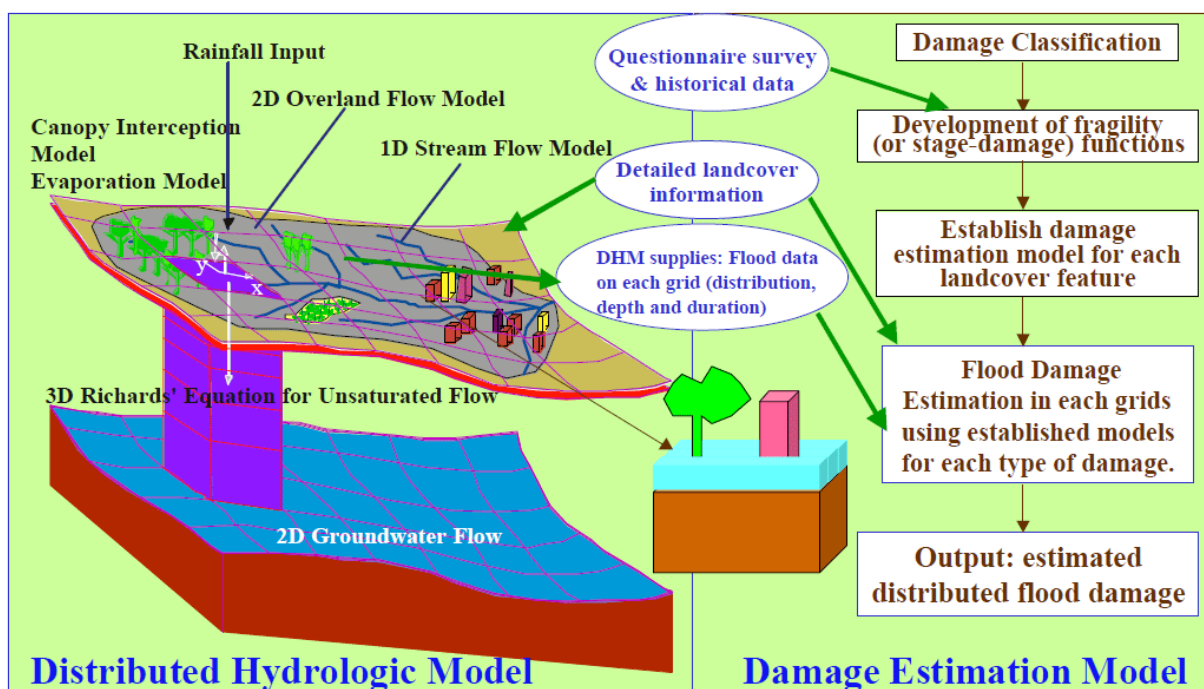 Rainfall Input
2D Overland Flow Model
Canopy Interception
Model
Evaporation Model
1D Stream Flow Model
y
x
3D Richards' Equation for Unsaturated Flow
2D Groundwater Flow
Distributed Hydrologic Model
Questionnaire survey
& historical data
Detailed landcover
information
DHM supplies: Flood data
on each grid (distribution,
depth and duration)
Damage Classification
Development of fragility
(or stage-damage) functions
Establish damage
estimation model for each
landcover feature
Flood Damage
Estimation in each grids
using established models
for each type of damage.
Output: estimated
distributed flood damage
Damage Estimation Model